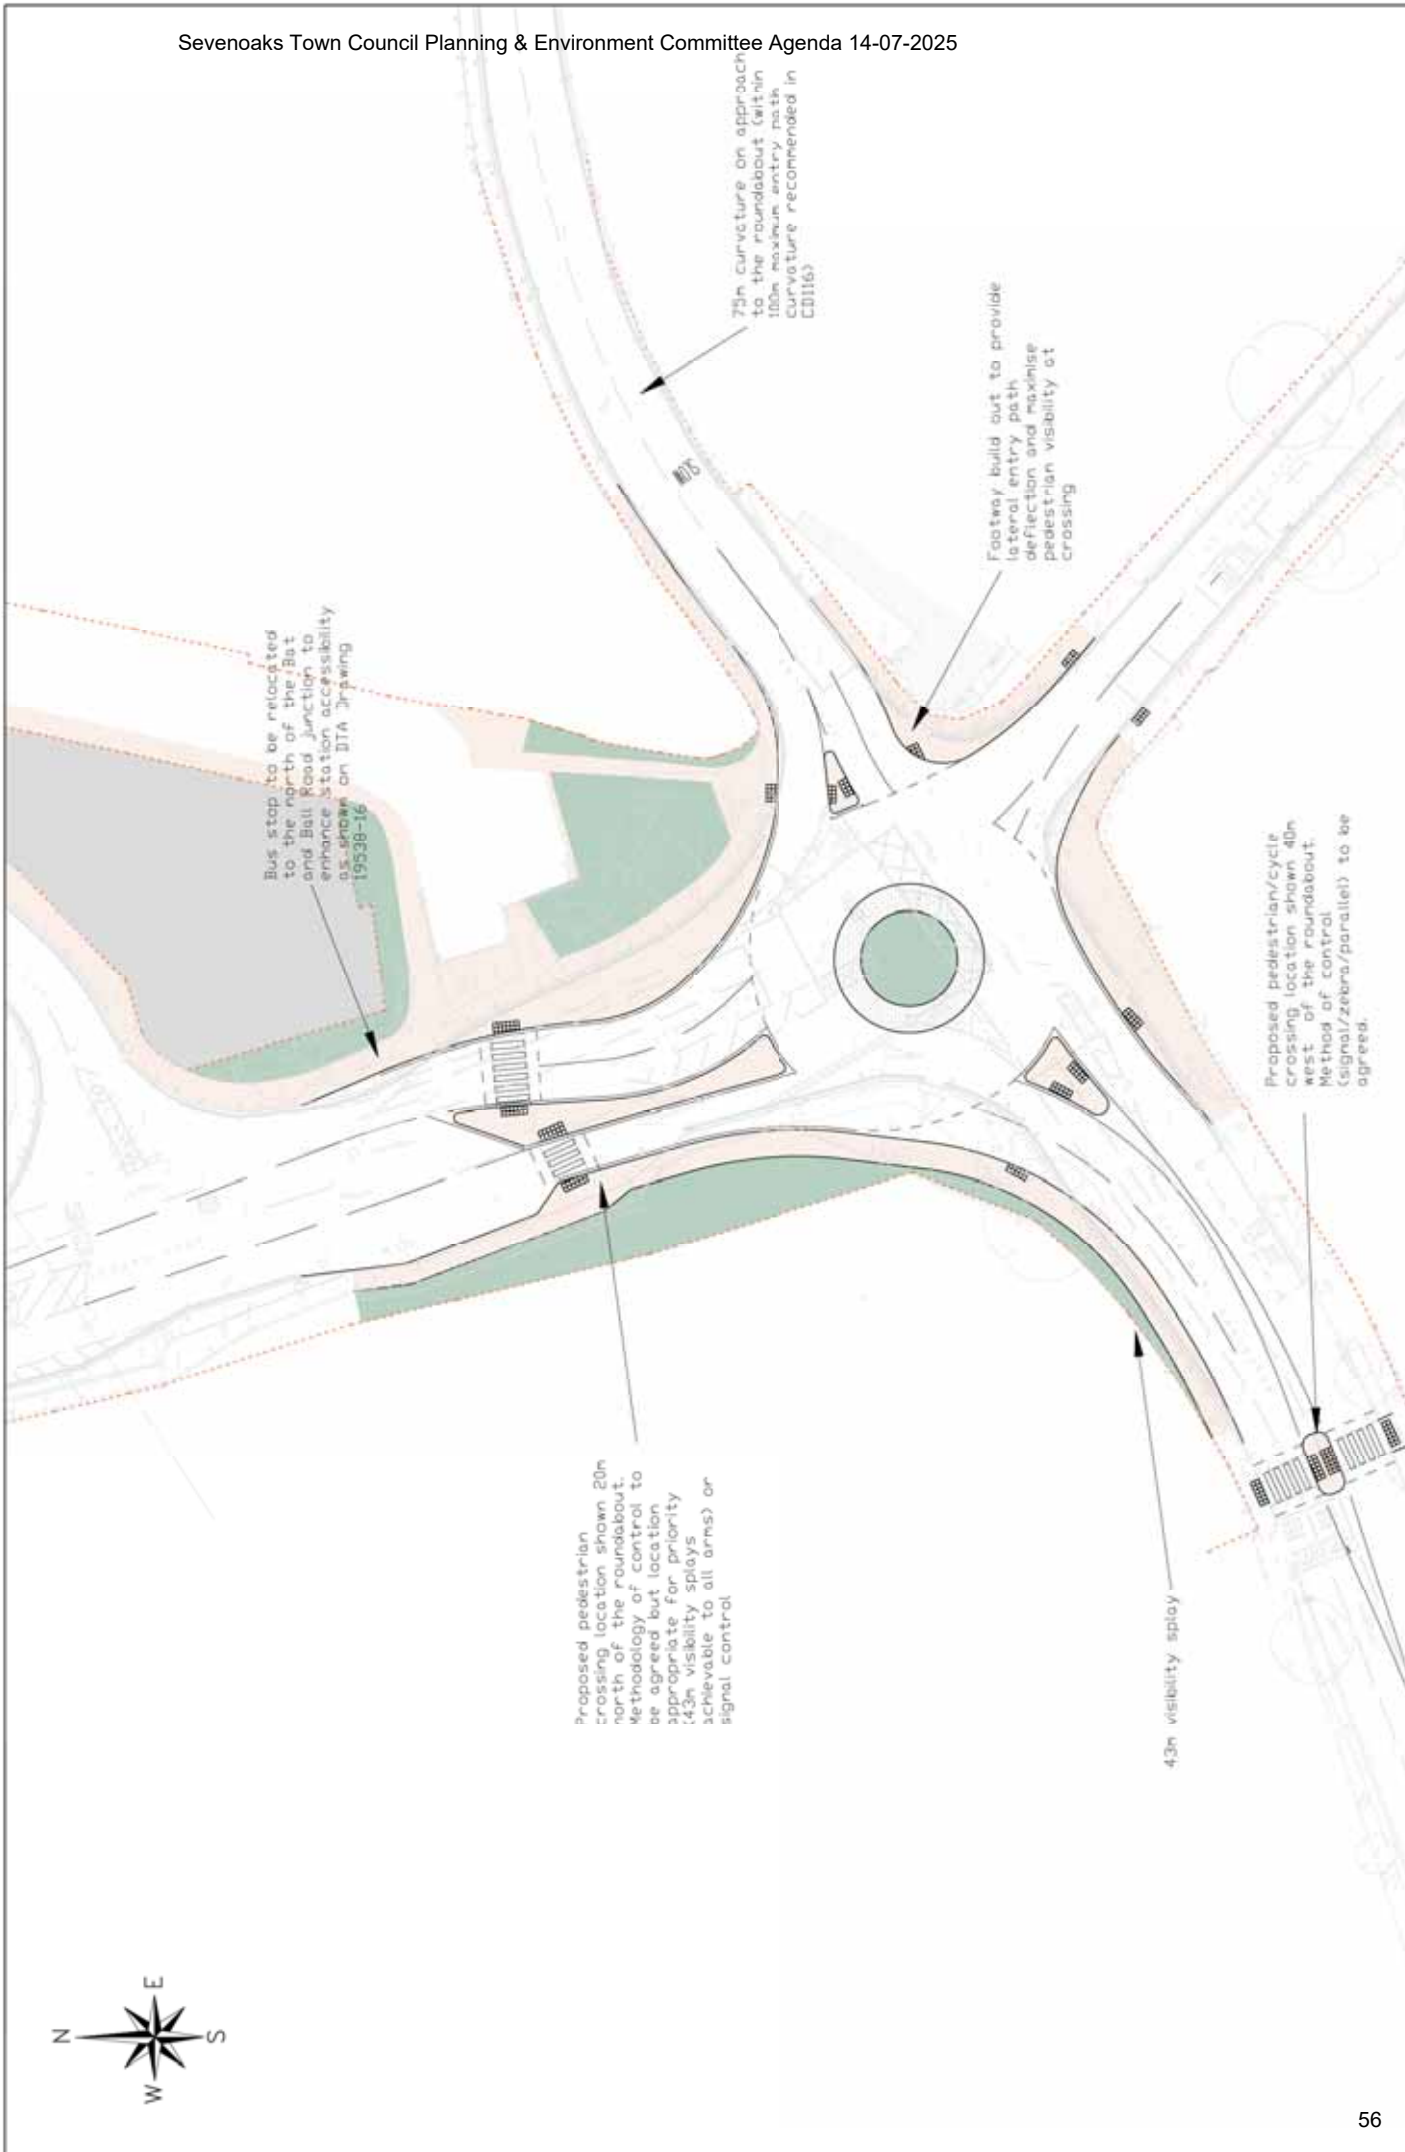 Sevenoaks Town Council Planning & Environment Committee Agenda 14-07-2025
75m curvature on approach
to the roundabout (within
100m maximum entry path
curvature recommended in
CD116)
Footway build out to provide
lateral entry path
deflection and maximise
pedestrian visibility at
crossing
Bus stop to be relocated
to the north of the Bat
and Ball Road junction to
enhance station accessibility
as shown on DTA Drawing
19538-16
Proposed pedestrian/cycle
crossing location shown 40m
west of the roundabout.
Method of control
(signal/zebra/parallel) to be
agreed.
Proposed pedestrian
crossing location shown 20m
north of the roundabout.
Methodology of control to
be agreed but location
appropriate for priority
(43m visibility splays
achievable to all arms) or
signal control
43m visibility splay
SLOW
N
E
S
W
56